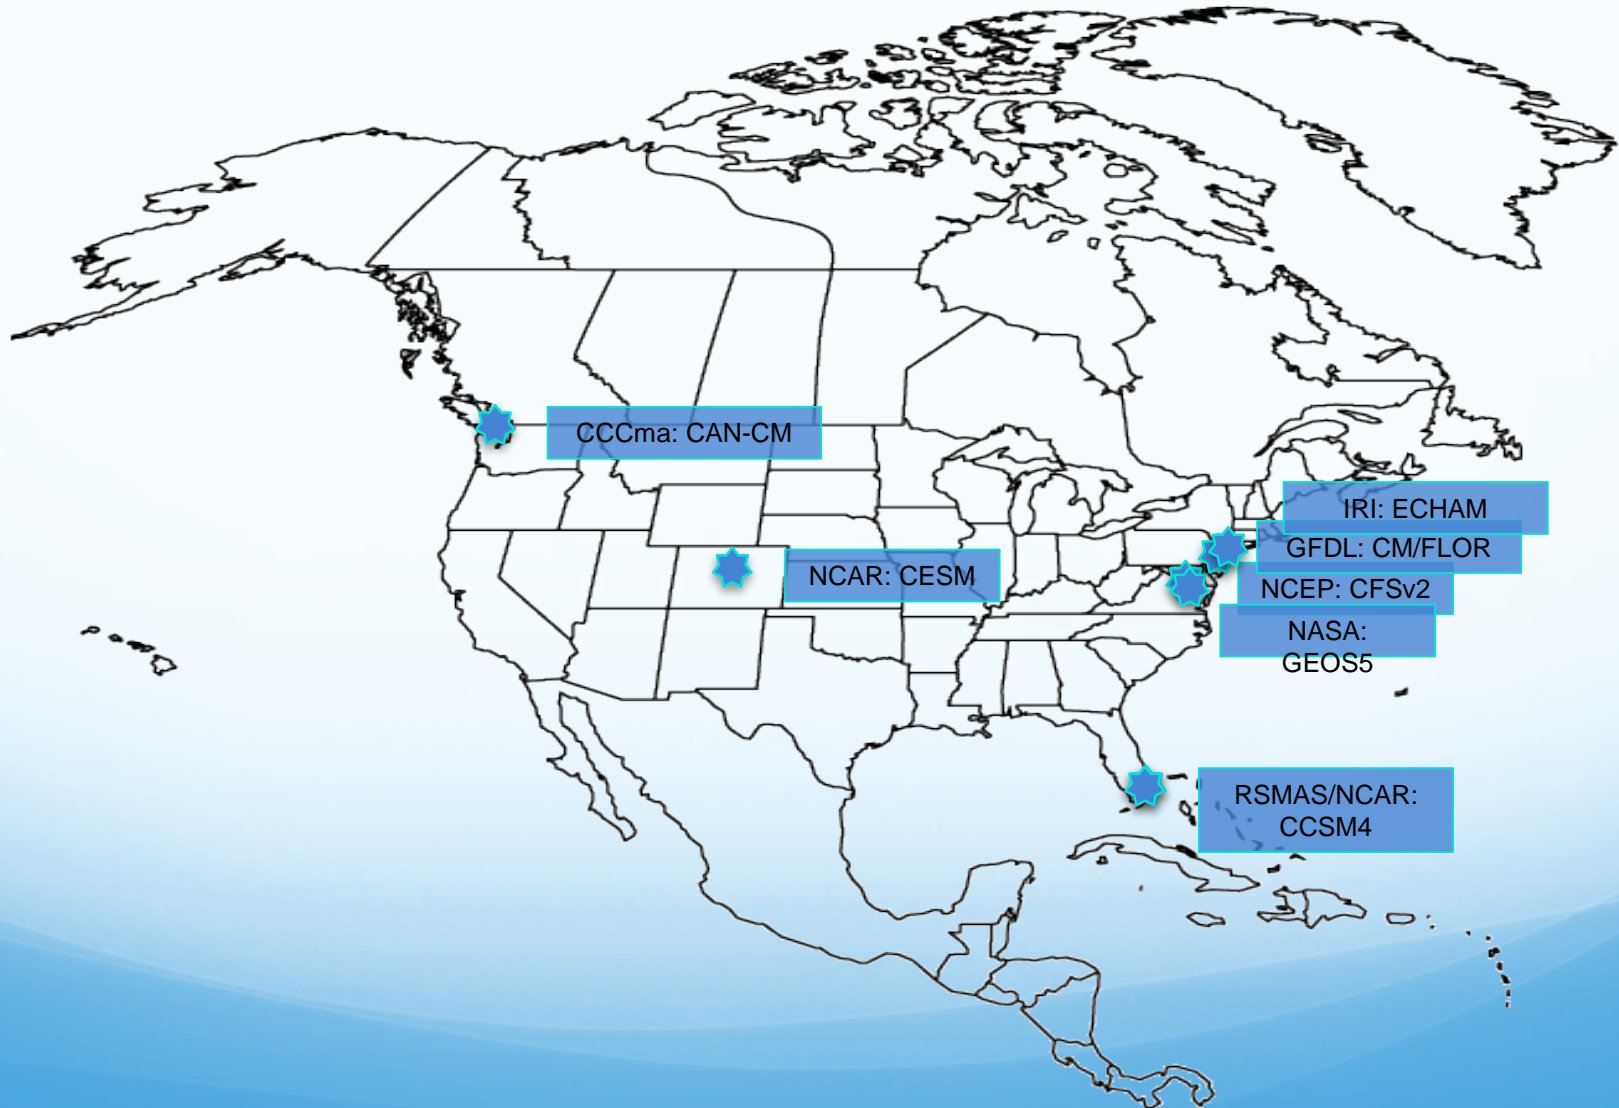 CCCma: CAN-CM
IRI: ECHAM
GFDL: CM/FLOR
NCAR: CESM
NCEP: CFSv2
NASA:
GEOS5
RSMAS/NCAR:
CCSM4